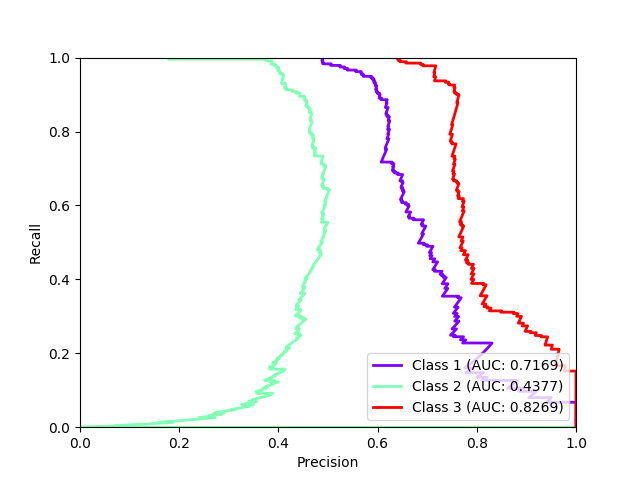 1.0
0.8
0.6
0.4
0.2
0.0
Recall
0.0 0.2 0.4 0.6 0.8 1.0
Precision
Class 1 (AUC: 0.7169)
Class 2 (AUC: 0.4377)
Class 3 (AUC: 0.8269)